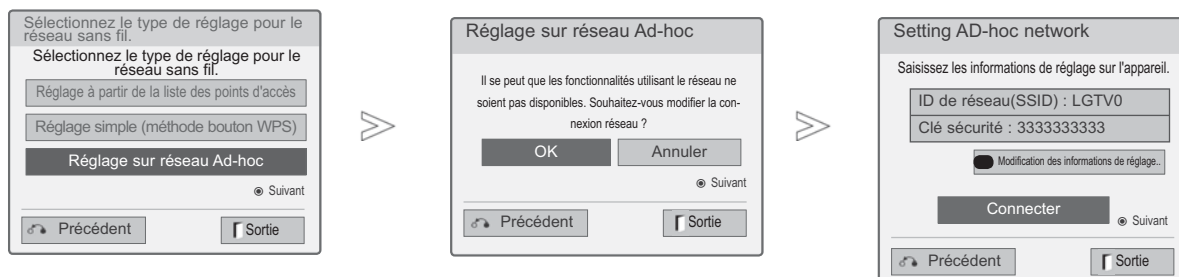 Sélectionnez le type de réglage pour le
réseau sans fil.
Sélectionnez le type de réglage pour le
réseau sans fil.
Réglage à partir de la liste des points d'accès
Réglage simple (méthode bouton WPS)
Réglage sur réseau Ad-hoc
Suivant
Précédent
Sortie
Réglage sur réseau Ad-hoc
Il se peut que les fonctionnalités utilisant le réseau ne
soient pas disponibles. Souhaitez-vous modifier la con-
nexion réseau ?
OK
Annuler
Suivant
Précédent
Sortie
Setting AD-hoc network
Saisissez les informations de réglage sur l'appareil.
ID de réseau(SSID) : LGTV0
Clé sécurité : 3333333333
Modification des informations de réglage..
Connecter
Suivant
Précédent
Sortie